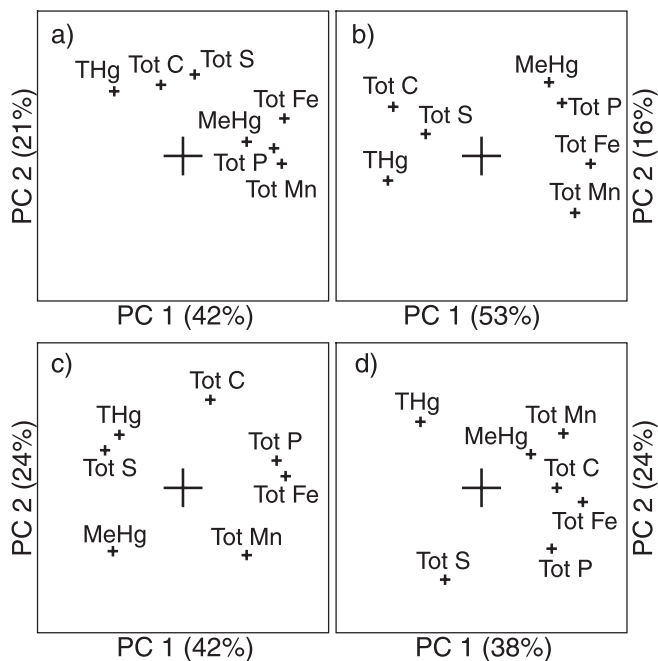 a)
THg Tot C Tot S
Tot Fe
MeHg
Tot P
Tot Mn
PC 2 (21%)
PC 1 (42%)
b)
MeHg
Tot C
Tot P
Tot S
Tot Fe
THg
Tot Mn
PC 2 (16%)
PC 1 (53%)
c)
Tot C
THg
Tot P
Tot S
Tot Fe
MeHg
Tot Mn
PC 2 (24%)
PC 1 (42%)
d)
THg
Tot Mn
MeHg
Tot C
Tot Fe
Tot S
Tot P
PC 2 (24%)
PC 1 (38%)